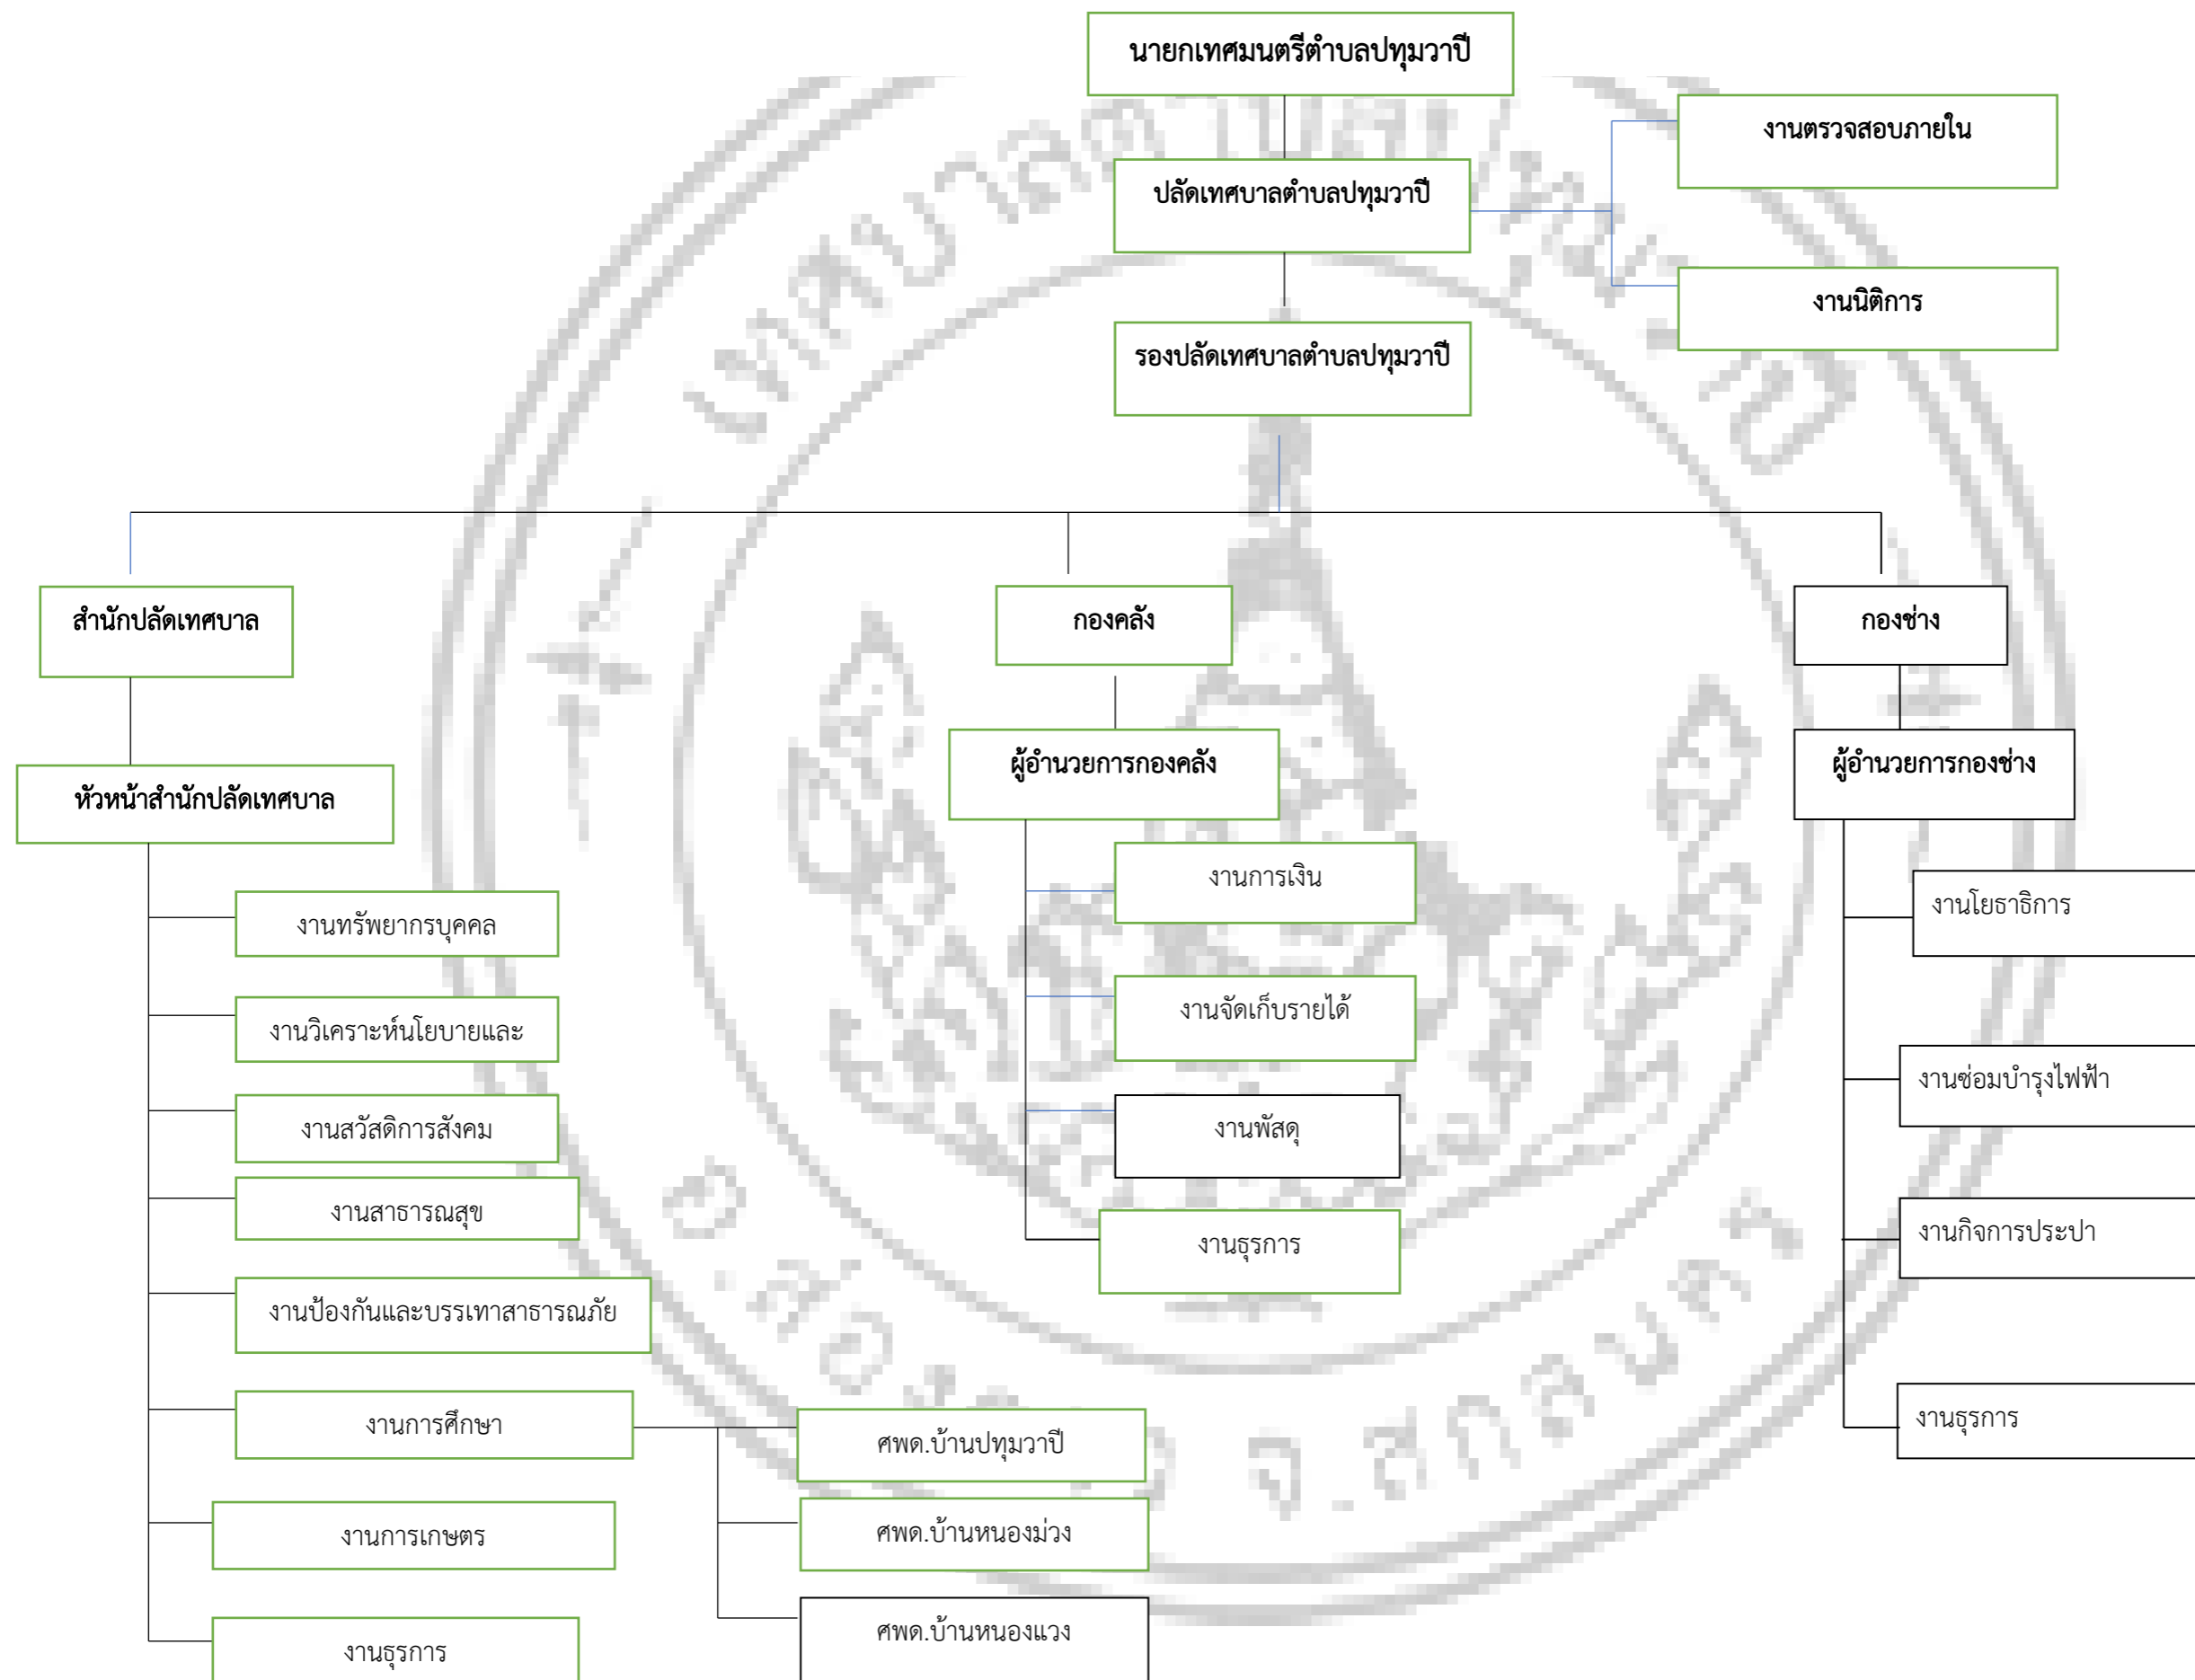 นายกเทศมนตรีตำบลปทุมวาปี
งานตรวจสอบภายใน
ปลัดเทศบาลตำบลปทุมวาปี
งานนิติการ
รองปลัดเทศบาลตำบลปทุมวาปี
สำนักปลัดเทศบาล
กองคลัง
กองช่าง
หัวหน้าสำนักปลัดเทศบาล
ผู้อำนวยการกองคลัง
ผู้อำนวยการกองช่าง
งานทรัพยากรบุคคล
งานวิเคราะห์นโยบายและ
งานสวัสดิการสังคม
งานสาธารณสุข
งานป้องกันและบรรเทาสาธารณภัย
งานการศึกษา
งานการเกษตร
งานธุรการ
ศพด.บ้านปทุมวาปี
ศพด.บ้านหนองม่วง
ศพด.บ้านหนองแวง
งานการเงิน
งานจัดเก็บรายได้
งานพัสดุ
งานธุรการ
งานโยธาธิการ
งานซ่อมบำรุงไฟฟ้า
งานกิจการประปา
งานธุรการ